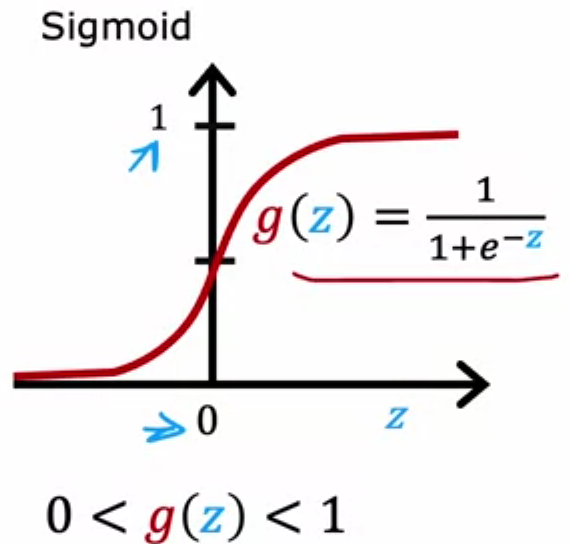 Sigmoid
1
g(z) = 1/(1+e^{-z})
0
z
0 < g(z) < 1